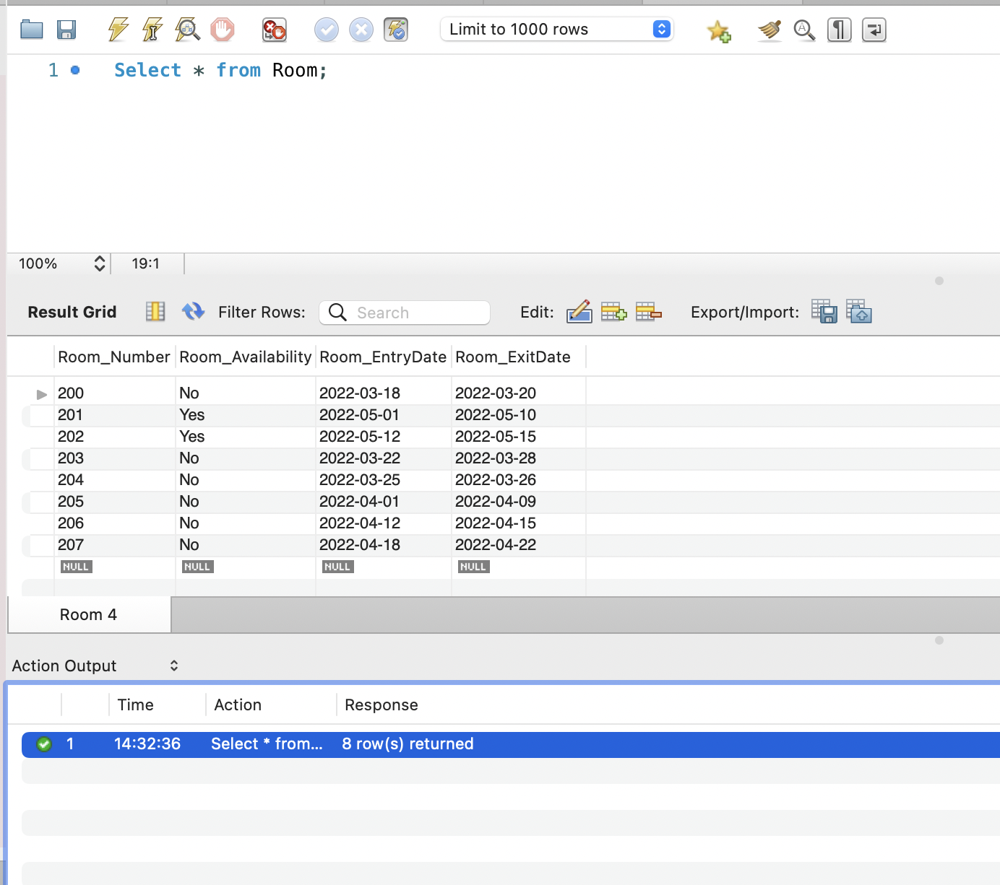 Limit to 1000 rows
1 Select * from Room;
100% 19:1
Result Grid Filter Rows: Search Edit: Export/Import:
Room_Number Room_Availability Room_EntryDate Room_ExitDate
200 No 2022-03-18 2022-03-20
201 Yes 2022-05-01 2022-05-10
202 Yes 2022-05-12 2022-05-15
203 No 2022-03-22 2022-03-28
204 No 2022-03-25 2022-03-26
205 No 2022-04-01 2022-04-09
206 No 2022-04-12 2022-04-15
207 No 2022-04-18 2022-04-22
NULL NULL NULL NULL
Room 4
Action Output
Time Action Response
1 14:32:36 Select * from... 8 row(s) returned